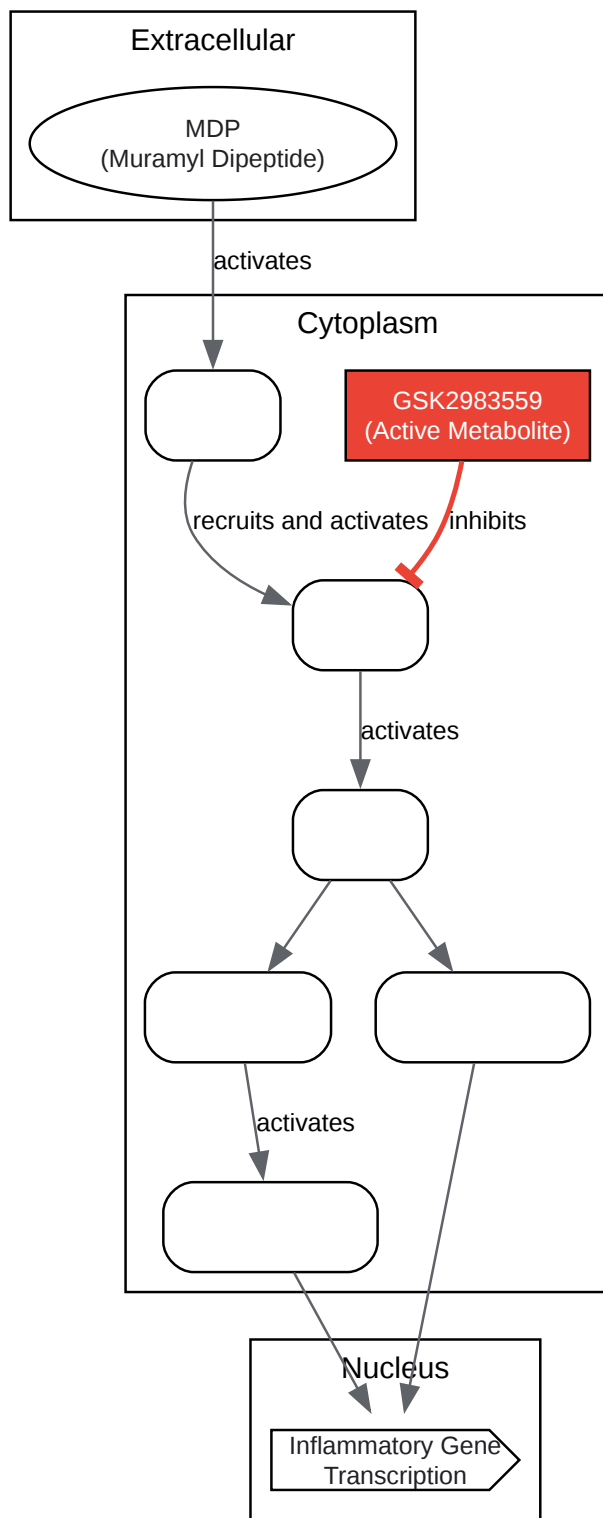 Extracellular
MDP
(Muramyl Dipeptide)
activates
Cytoplasm
GSK2983559
(Active Metabolite)
recruits and activates
inhibits
activates
activates
Nucleus
Inflammatory Gene
Transcription